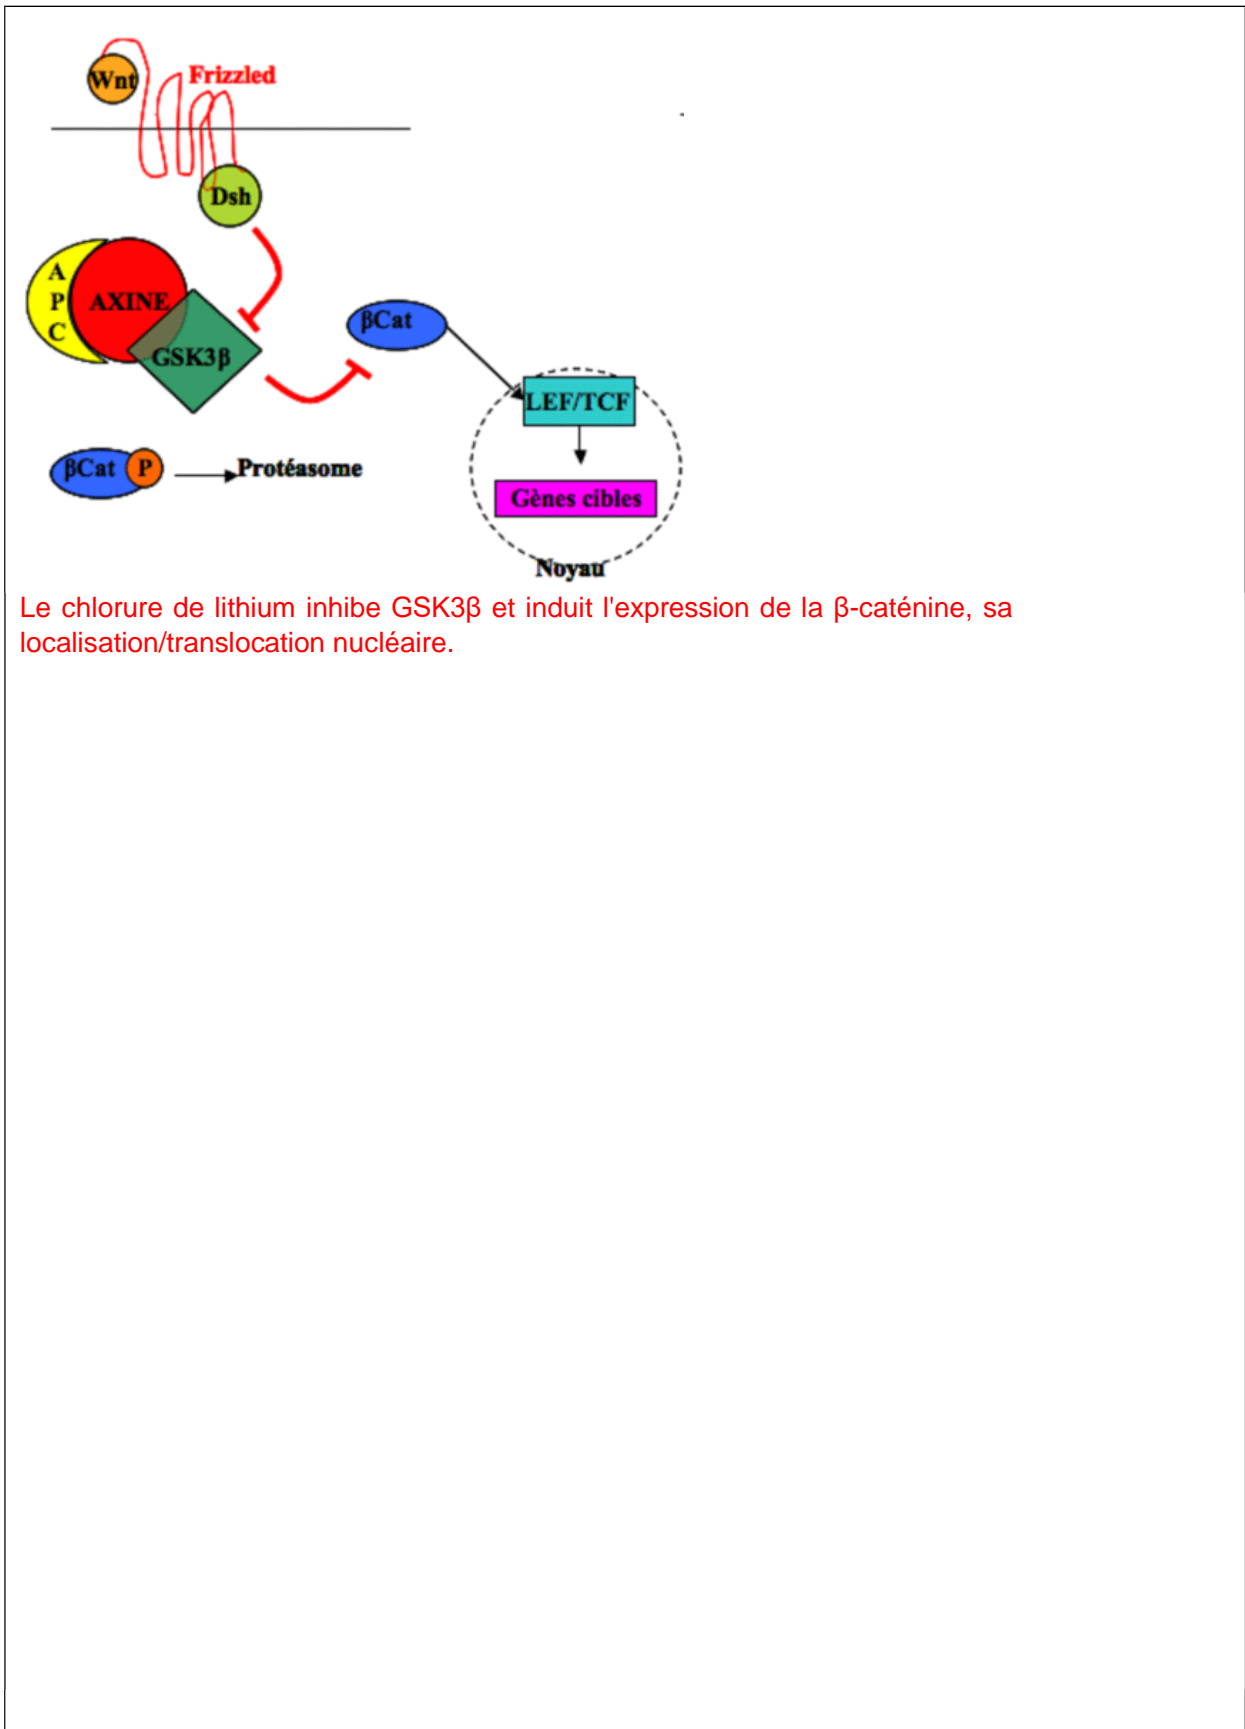 Wnt
Frizzled
Dsh
A
P
C
AXINE
GSK3β
βCat
LEF/TCF
βCat
P
Protéasome
Gènes cibles
Noyau
Le chlorure de lithium inhibe GSK3β et induit l'expression de la β-caténine, sa
localisation/translocation nucléaire.